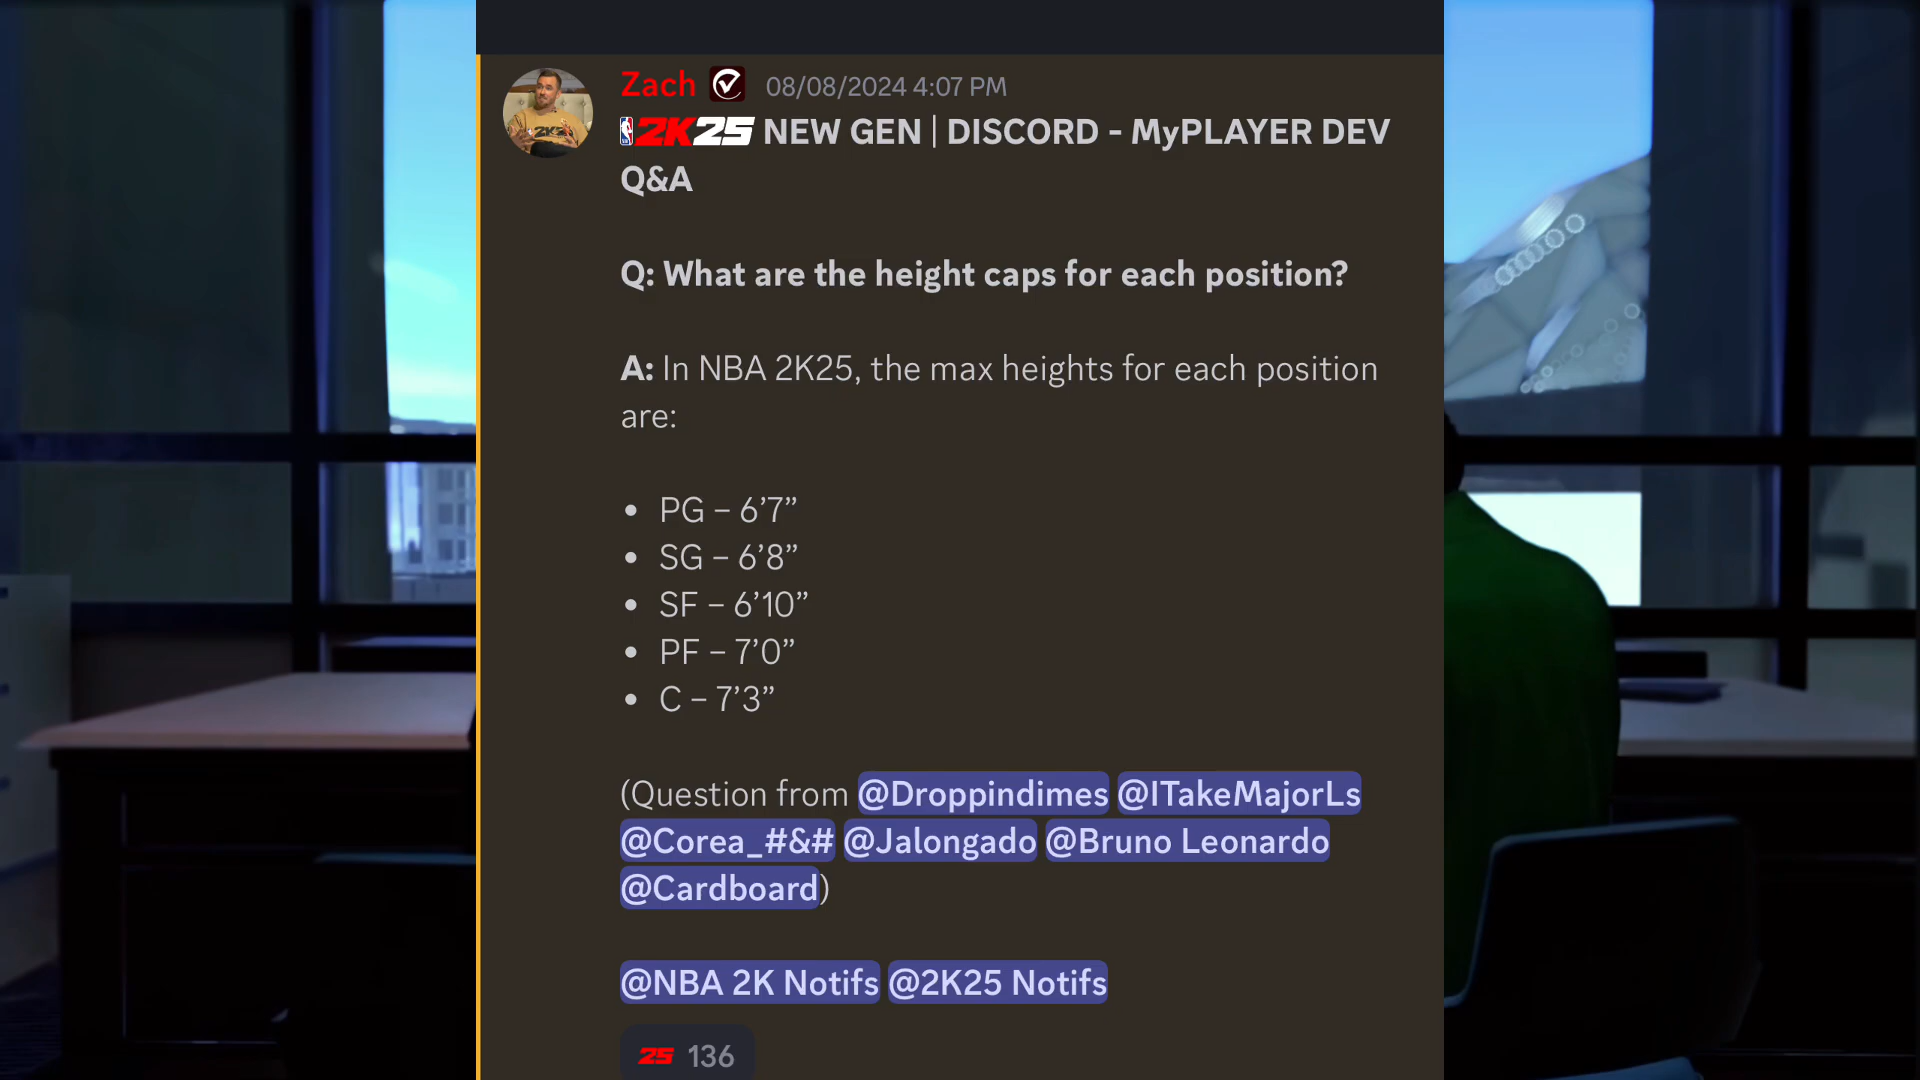 Zach 08/08/2024 4:07 PM
2K25 NEW GEN | DISCORD - MyPLAYER DEV
Q&A
Q: What are the height caps for each position?
A: In NBA 2K25, the max heights for each position
are:
• PG – 6’7”
• SG – 6’8”
• SF – 6’10”
• PF – 7’0”
• C – 7’3”
(Question from @Droppindimes @ITakeMajorLs
@Corea_#&# @Jalongado @Bruno Leonardo
@Cardboard)
@NBA 2K Notifs @2K25 Notifs
25 136